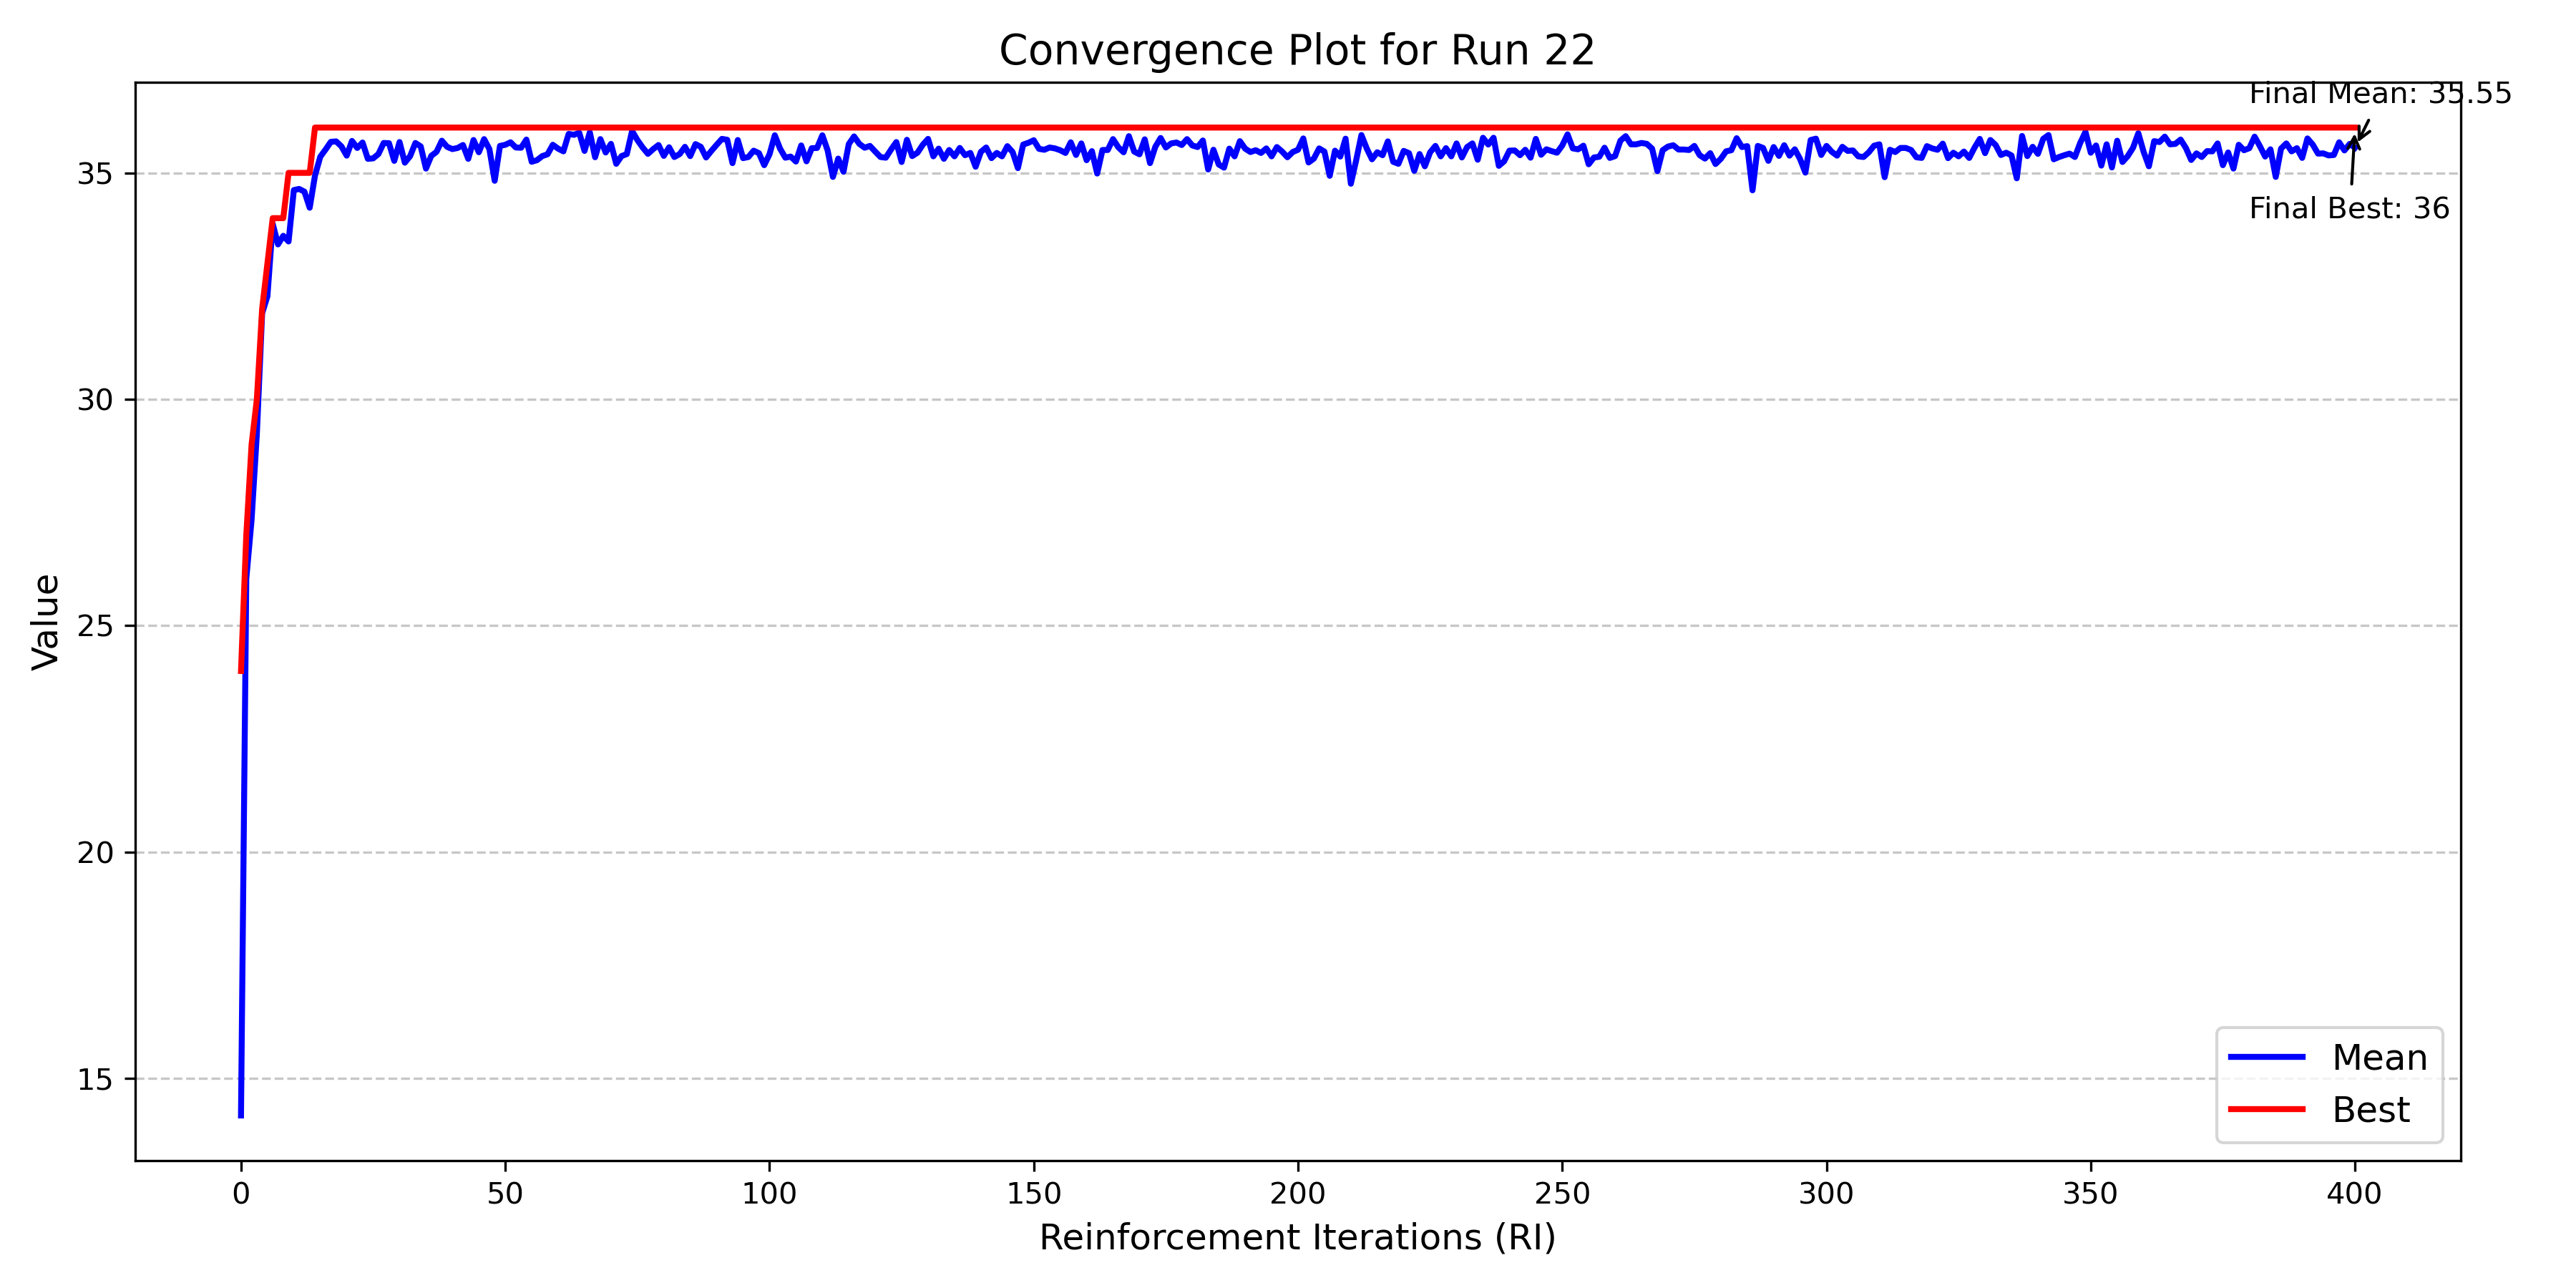 Convergence Plot for Run 22
Final Mean: 35.55
Final Best: 36
Value
35
30
25
20
15
0 50 100 150 200 250 300 350 400
Reinforcement Iterations (RI)
Mean
Best